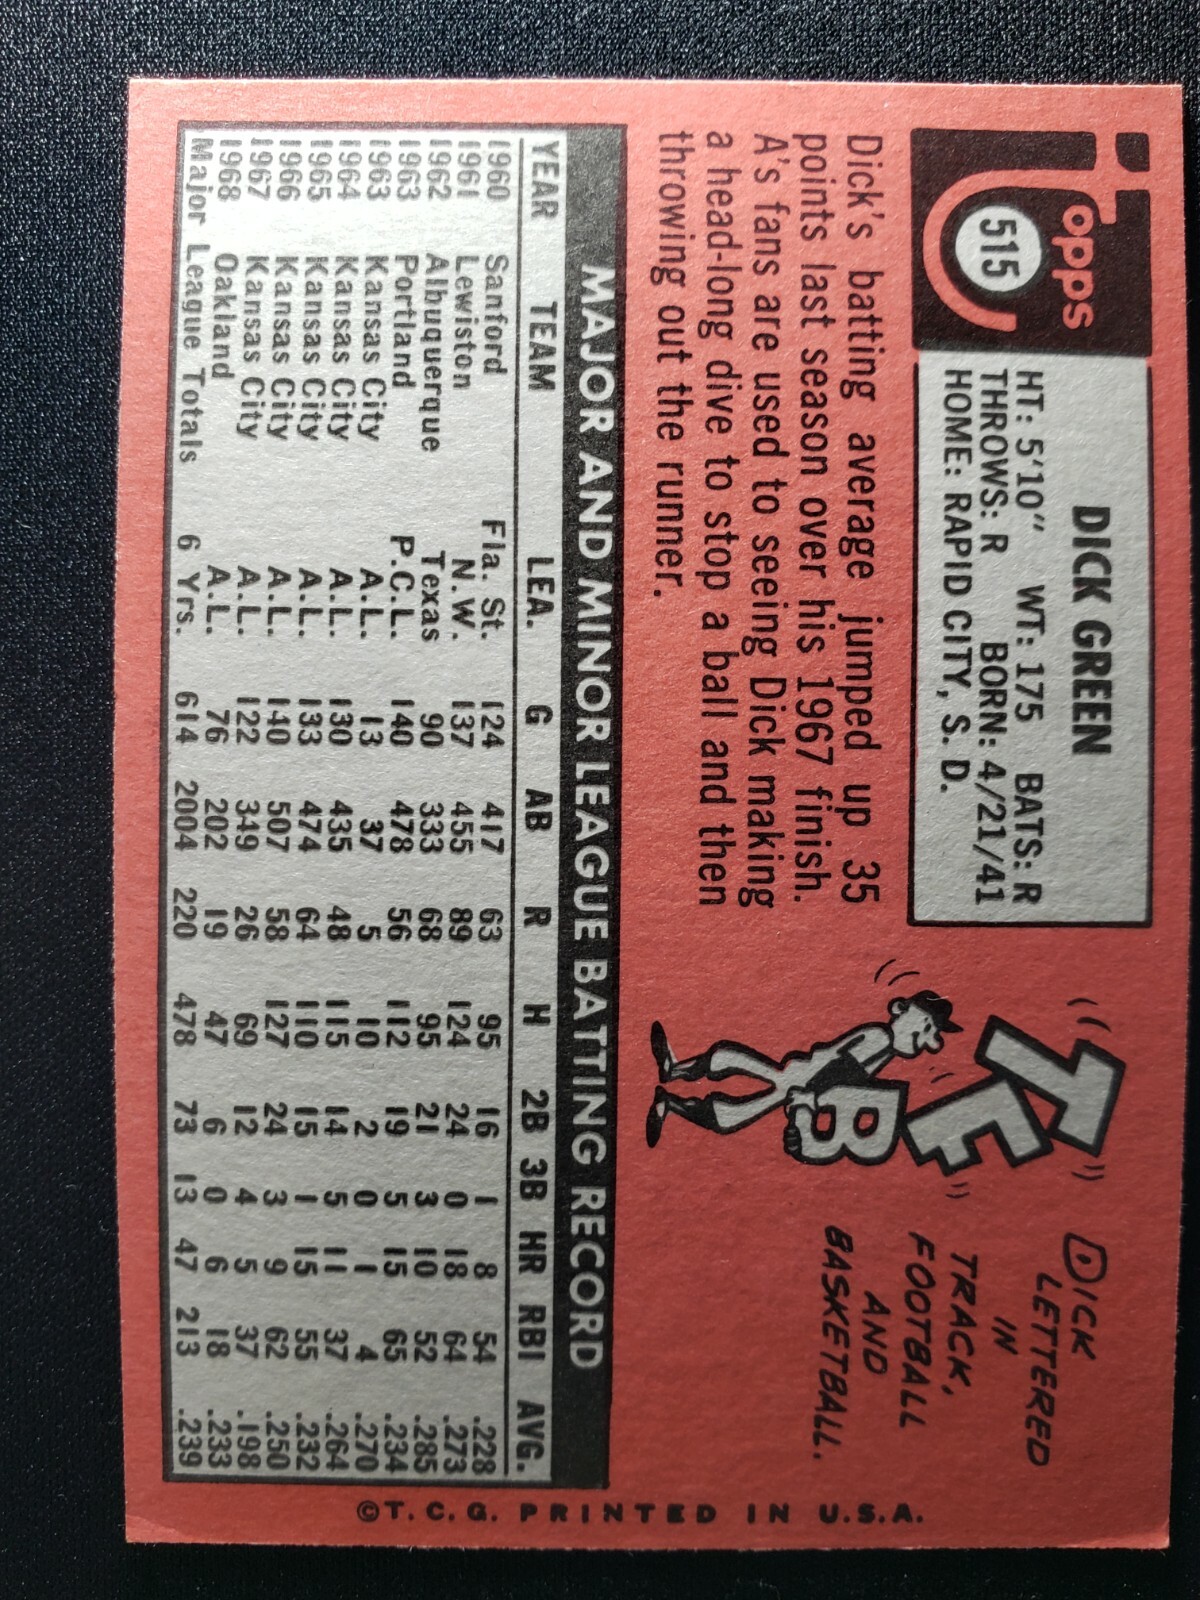 Topps
515
DICK GREEN
HT: 5'10" WT: 175 BATS: R
THROWS: R BORN: 4/21/41
HOME: RAPID CITY, S. D.
Dick's batting average jumped up 35
points last season over his 1967 finish.
A's fans are used to seeing Dick making
a head-long dive to stop a ball and then
throwing out the runner.
T
F
B
DICK
LETTERED
IN
TRACK,
FOOTBALL
AND
BASKETBALL.
MAJOR AND MINOR LEAGUE BATTING RECORD
YEAR TEAM LEA. G AB R H 2B 3B HR RBI AVG.
1960 Sanford Fla. St. 124 417 63 95 16 1 8 54 .228
1961 Lewiston N.W. 137 455 89 124 24 0 18 64 .273
1962 Albuquerque Texas 90 333 68 95 21 3 10 52 .285
1963 Portland P.C.L. 140 478 56 112 19 5 15 65 .234
1963 Kansas City A.L. 13 37 5 10 2 0 1 4 .270
1964 Kansas City A.L. 130 435 48 115 14 5 11 37 .264
1965 Kansas City A.L. 133 474 64 110 15 1 15 55 .232
1966 Kansas City A.L. 140 507 58 127 24 3 9 62 .250
1967 Kansas City A.L. 122 349 26 69 12 4 5 37 .198
1968 Oakland A.L. 76 202 19 47 6 0 6 18 .233
Major League Totals 6 Yrs. 614 2004 220 478 73 13 47 213 .239
©T.C.G. PRINTED IN U.S.A.